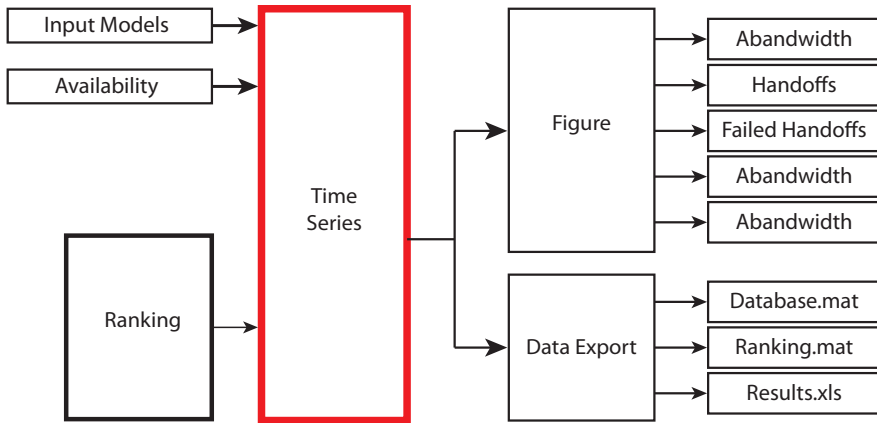 Input Models
Availability
Ranking
Time
Series
Figure
Data Export
Abandwidth
Handoffs
Failed Handoffs
Abandwidth
Abandwidth
Database.mat
Ranking.mat
Results.xls